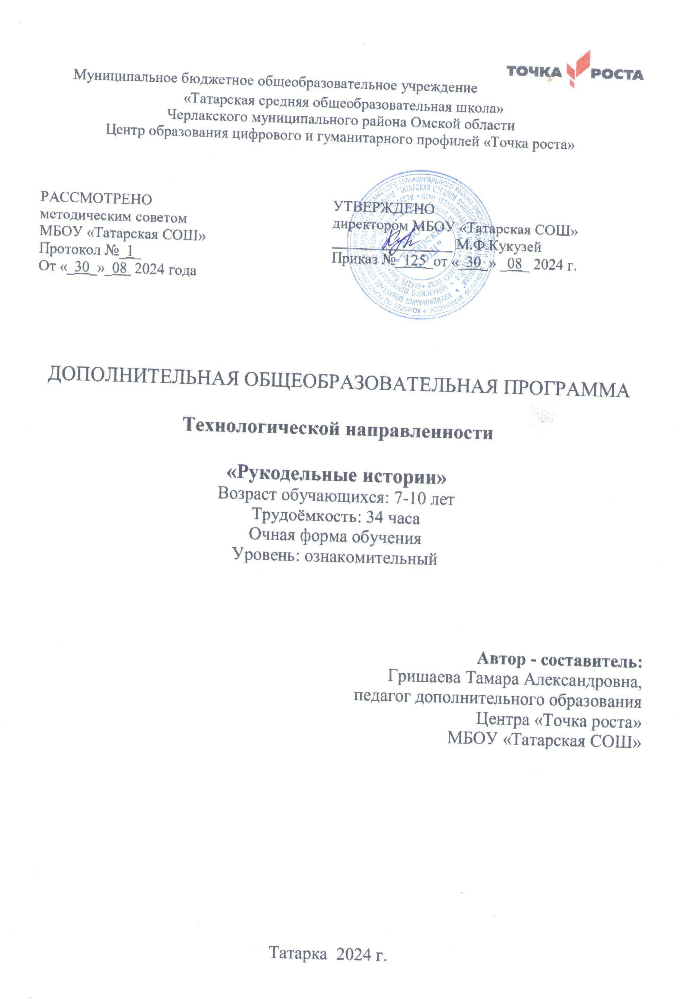 ТОЧКА РОСТА
Муниципальное бюджетное общеобразовательное учреждение
«Татарская средняя общеобразовательная школа»
Черлакского муниципального района Омской области
Центр образования цифрового и гуманитарного профилей «Точка роста»
РАССМОТРЕНО
методическим советом
МБОУ «Татарская СОШ»
Протокол №_1_
От «_30_»_08_ 2024 года
УТВЕРЖДЕНО
директором МБОУ «Татарская СОШ»
_______________ М.Ф.Кукузей
Приказ №_125_от «_30_» _08_ 2024 г.
МБОУ
"Татарская
СОШ"
ДОПОЛНИТЕЛЬНАЯ ОБЩЕОБРАЗОВАТЕЛЬНАЯ ПРОГРАММА
Технологической направленности
«Рукодельные истории»
Возраст обучающихся: 7-10 лет
Трудоёмкость: 34 часа
Очная форма обучения
Уровень: ознакомительный
Автор - составитель:
Гришаева Тамара Александровна,
педагог дополнительного образования
Центра «Точка роста»
МБОУ «Татарская СОШ»
Татарка 2024 г.